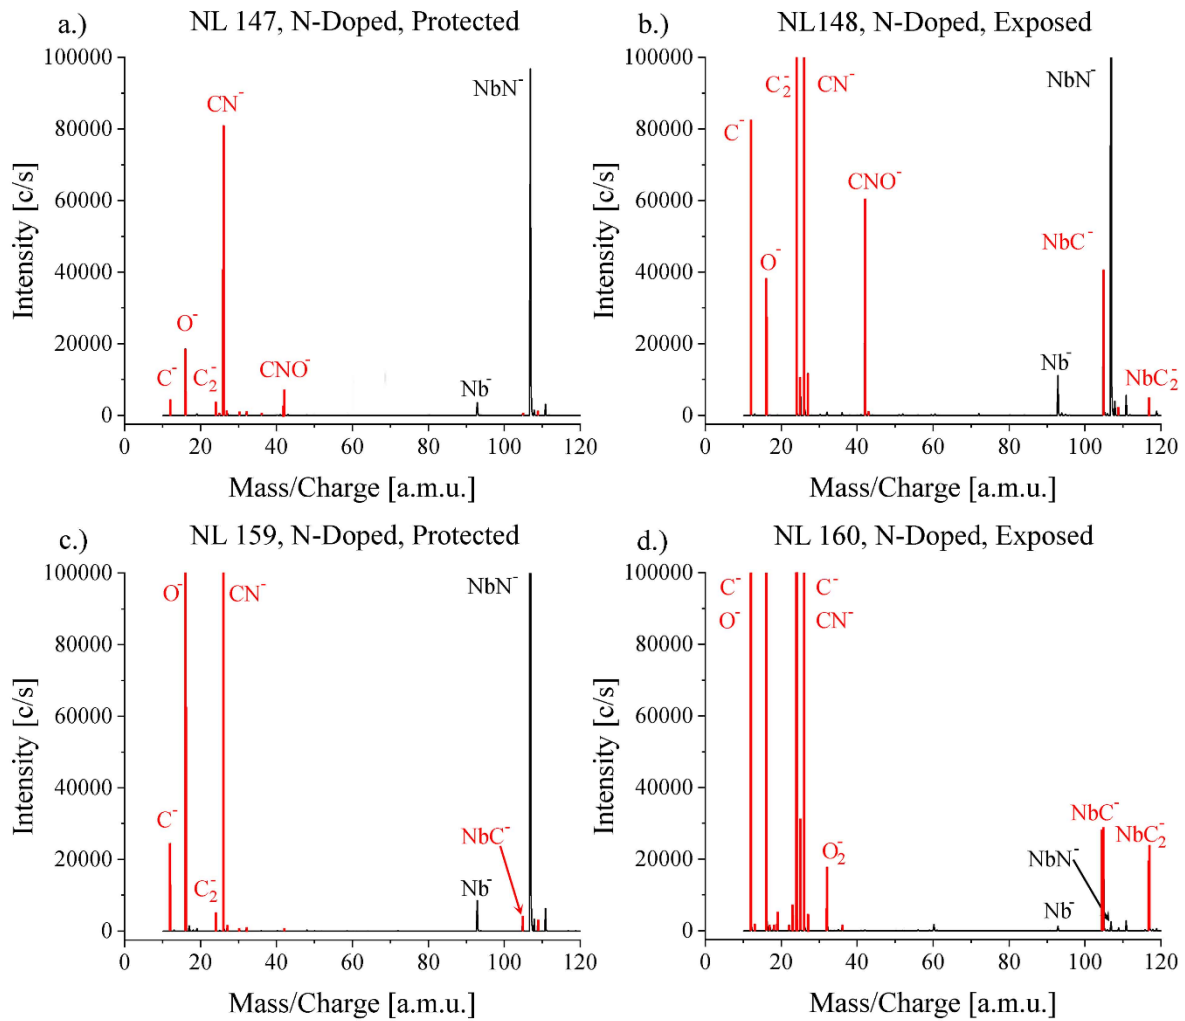 a.) NL 147, N-Doped, Protected
100000
80000
60000
40000
20000
0
Intensity [c/s]
C⁻
O⁻
C₂⁻
CN⁻
CNO⁻
Nb⁻
NbN⁻
0 20 40 60 80 100 120
Mass/Charge [a.m.u.]
b.) NL148, N-Doped, Exposed
100000
80000
60000
40000
20000
0
Intensity [c/s]
C⁻
O⁻
C₂⁻ CN⁻
CNO⁻
Nb⁻
NbC⁻
NbN⁻
NbC₂⁻
0 20 40 60 80 100 120
Mass/Charge [a.m.u.]
c.) NL 159, N-Doped, Protected
100000
80000
60000
40000
20000
0
Intensity [c/s]
O⁻ CN⁻
C⁻
C₂⁻
NbN⁻
NbC⁻
Nb⁻
0 20 40 60 80 100 120
Mass/Charge [a.m.u.]
d.) NL 160, N-Doped, Exposed
100000
80000
60000
40000
20000
0
Intensity [c/s]
C⁻ C⁻
O⁻ CN⁻
O₂⁻
NbC⁻
NbN⁻
NbC₂⁻
Nb⁻
0 20 40 60 80 100 120
Mass/Charge [a.m.u.]